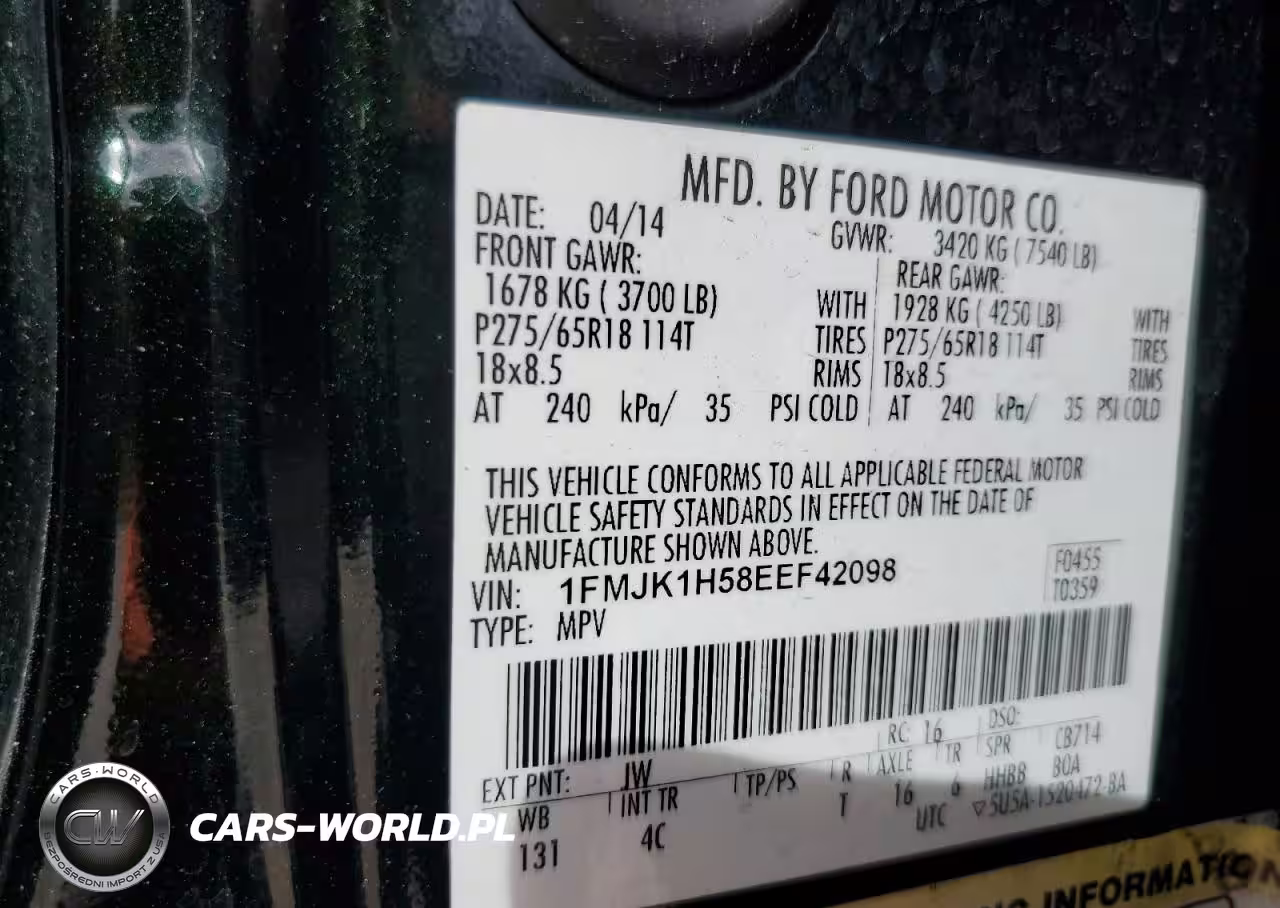 MFD. BY FORD MOTOR CO.
DATE: 04/14 GVWR: 3420 KG ( 7540 LB)
FRONT GAWR: REAR GAWR:
1678 KG ( 3700 LB) WITH 1928 KG ( 4250 LB) WITH
P275/65R18 114T TIRES P275/65R18 114T TIRES
18x8.5 RIMS 18x8.5 RIMS
AT 240 kPa/ 35 PSI COLD AT 240 kPa/ 35 PSI COLD
THIS VEHICLE CONFORMS TO ALL APPLICABLE FEDERAL MOTOR
VEHICLE SAFETY STANDARDS IN EFFECT ON THE DATE OF
MANUFACTURE SHOWN ABOVE.
VIN: 1FMJK1H58EEF42098
TYPE: MPV
F0455
T0359
EXT PNT: JW RC: 16 DSO:
WB INT TR TP/PS R AXLE TR SPR CB714
131 4C T 16 6 HHBB BOA
UTC ▽5U5A-1520472-BA
INFORMATION
CARS-WORLD
CW
BEZPOŚREDNI IMPORT Z USA
CARS-WORLD.PL